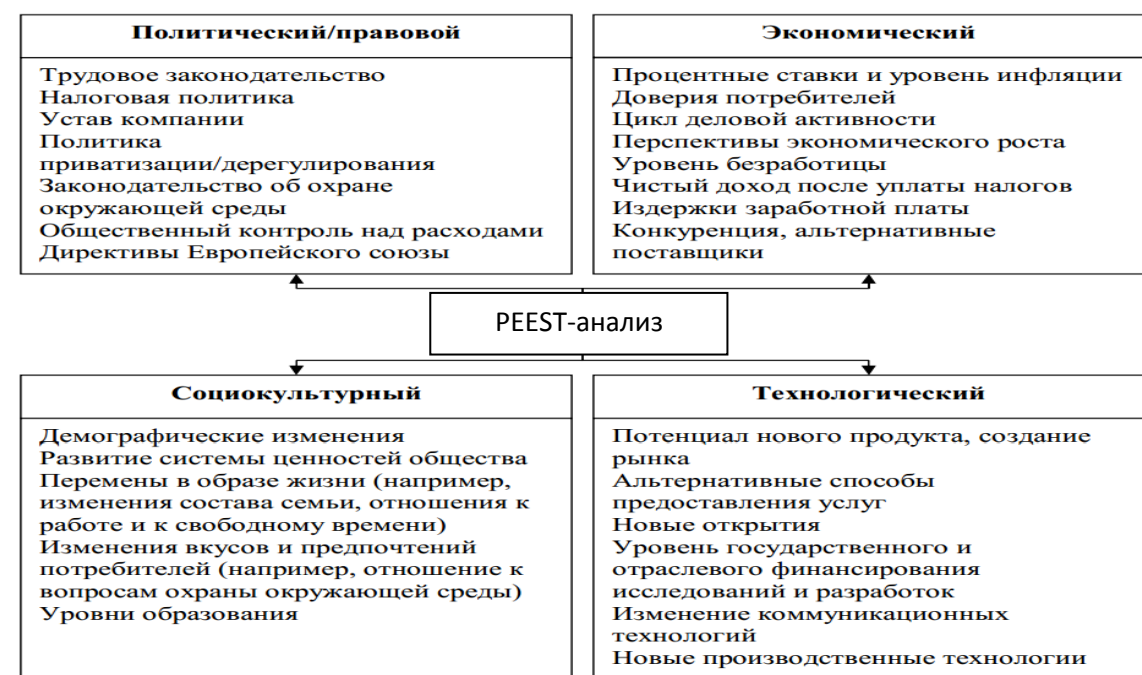 Политический/правовой
Трудовое законодательство
Налоговая политика
Устав компании
Политика
приватизации/дерегулирования
Законодательство об охране
окружающей среды
Общественный контроль над расходами
Директивы Европейского союзы
Экономический
Процентные ставки и уровень инфляции
Доверия потребителей
Цикл деловой активности
Перспективы экономического роста
Уровень безработицы
Чистый доход после уплаты налогов
Издержки заработной платы
Конкуренция, альтернативные
поставщики
PEEST-анализ
Социокультурный
Демографические изменения
Развитие системы ценностей общества
Перемены в образе жизни (например,
изменения состава семьи, отношения к
работе и к свободному времени)
Изменения вкусов и предпочтений
потребителей (например, отношение к
вопросам охраны окружающей среды)
Уровни образования
Технологический
Потенциал нового продукта, создание
рынка
Альтернативные способы
предоставления услуг
Новые открытия
Уровень государственного и
отраслевого финансирования
исследований и разработок
Изменение коммуникационных
технологий
Новые производственные технологии